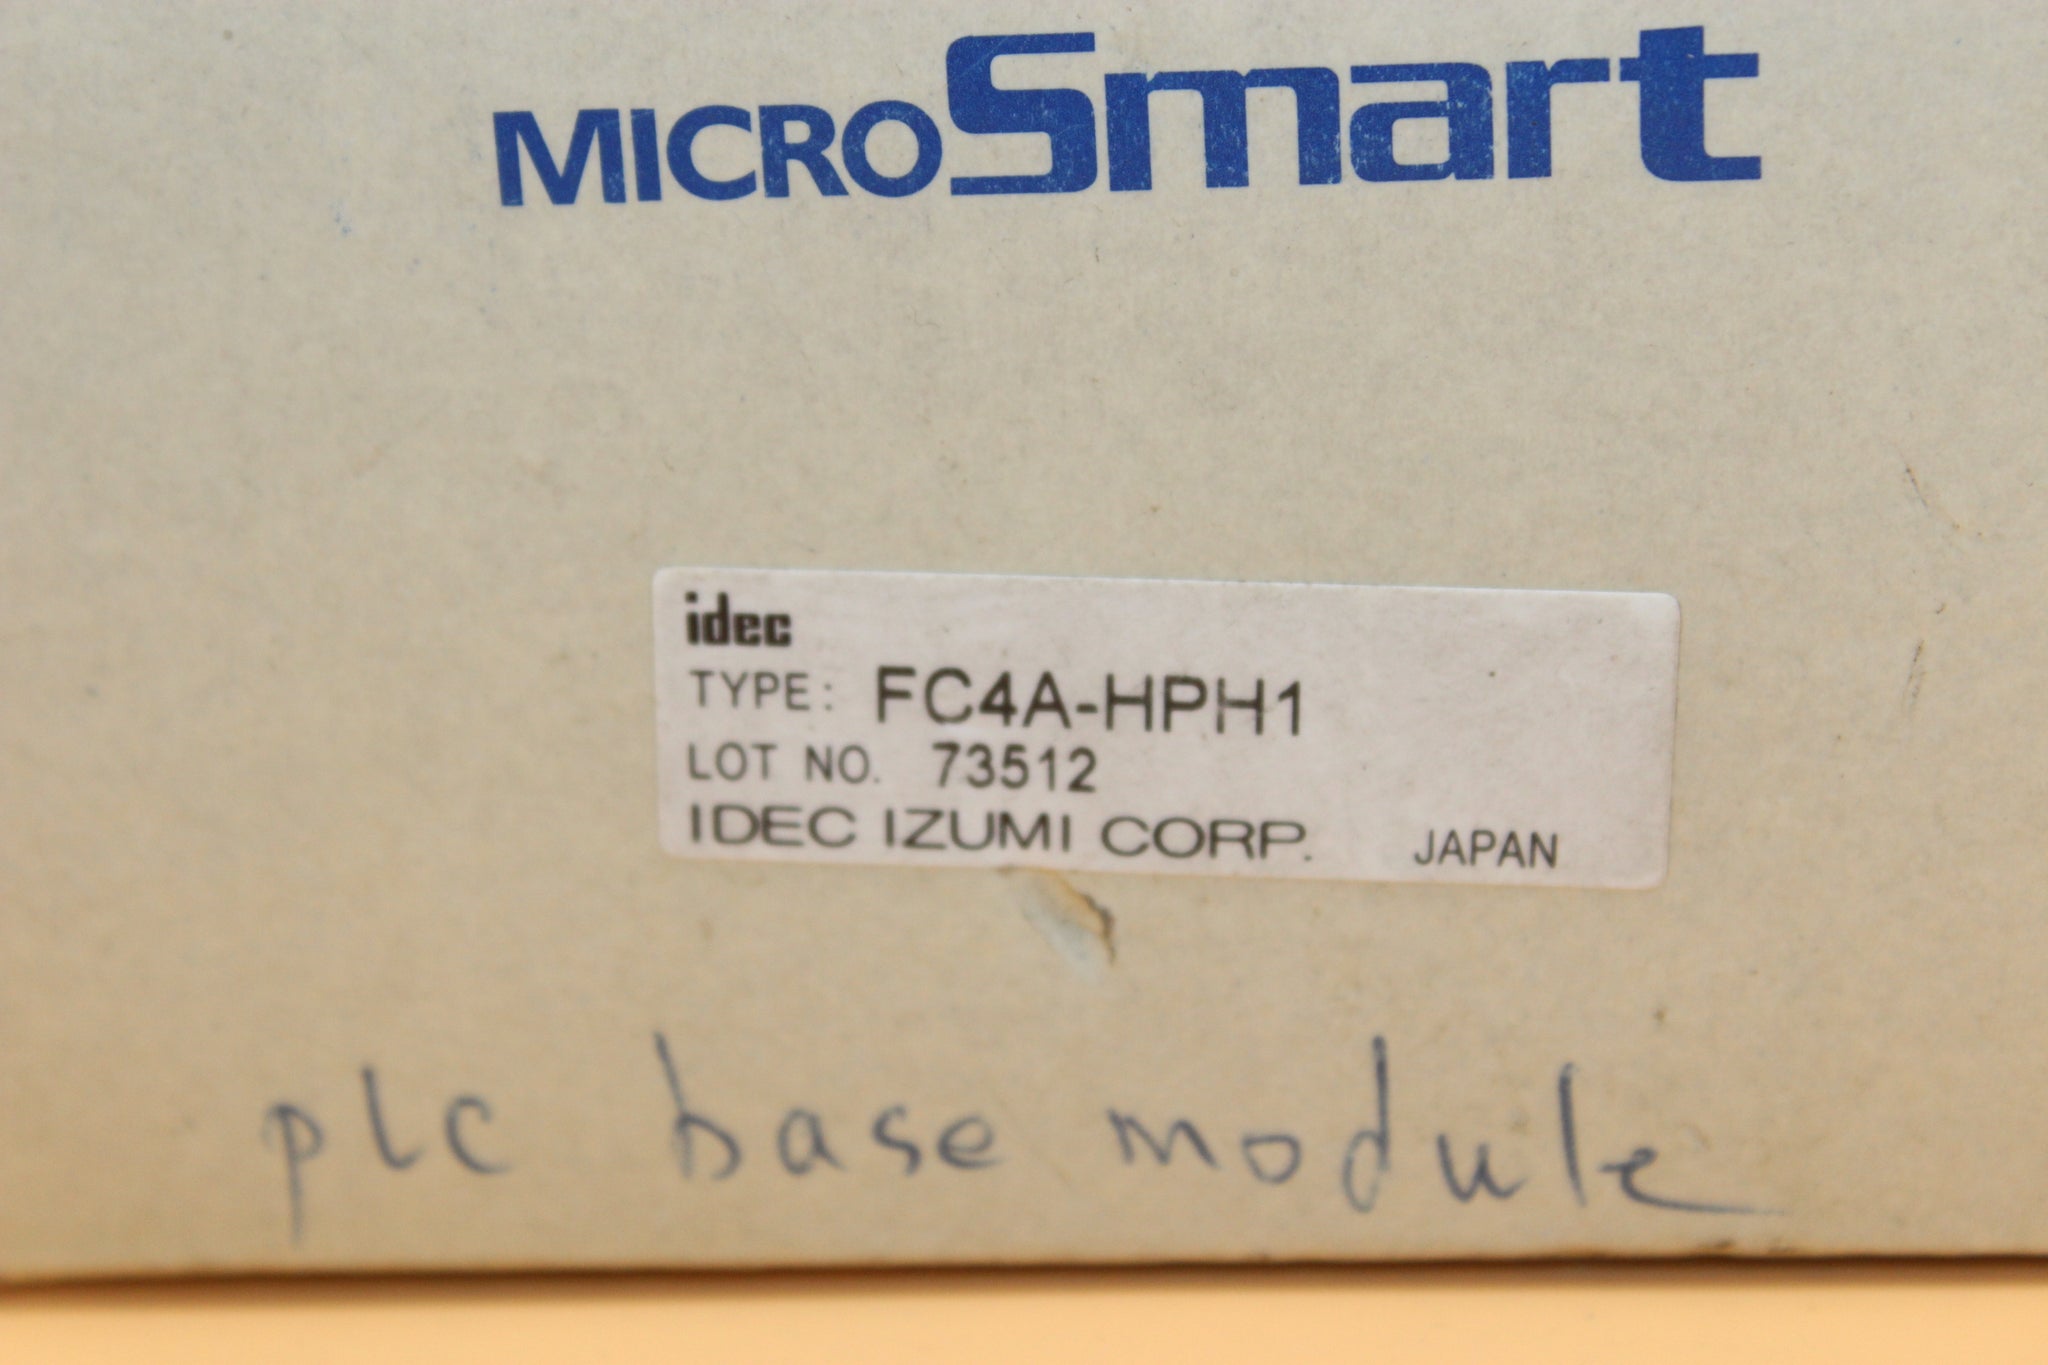 MICROSmart
idec
TYPE: FC4A-HPH1
LOT NO. 73512
IDEC IZUMI CORP. JAPAN
plc base module